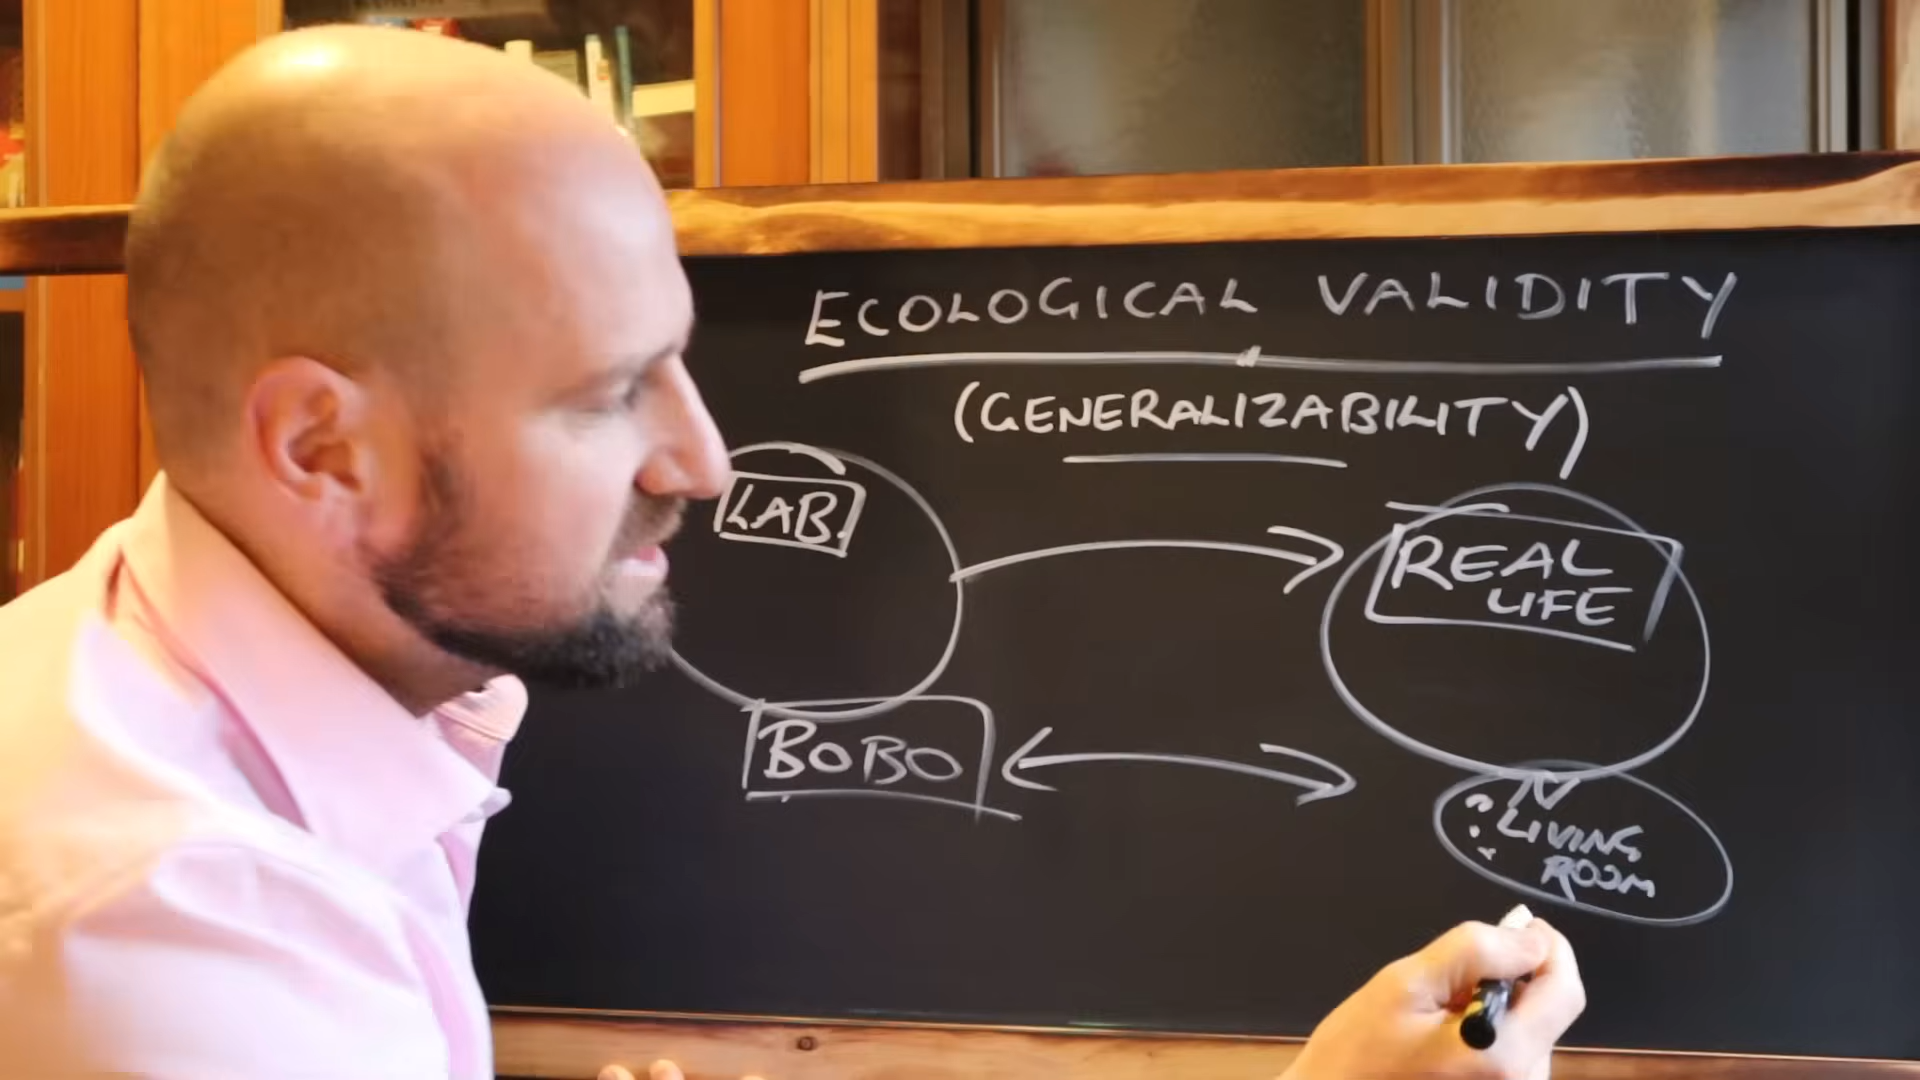 ECOLOGICAL VALIDITY
(GENERALIZABILITY)
LAB
REAL
LIFE
BOBO
? LIVING
ROOM